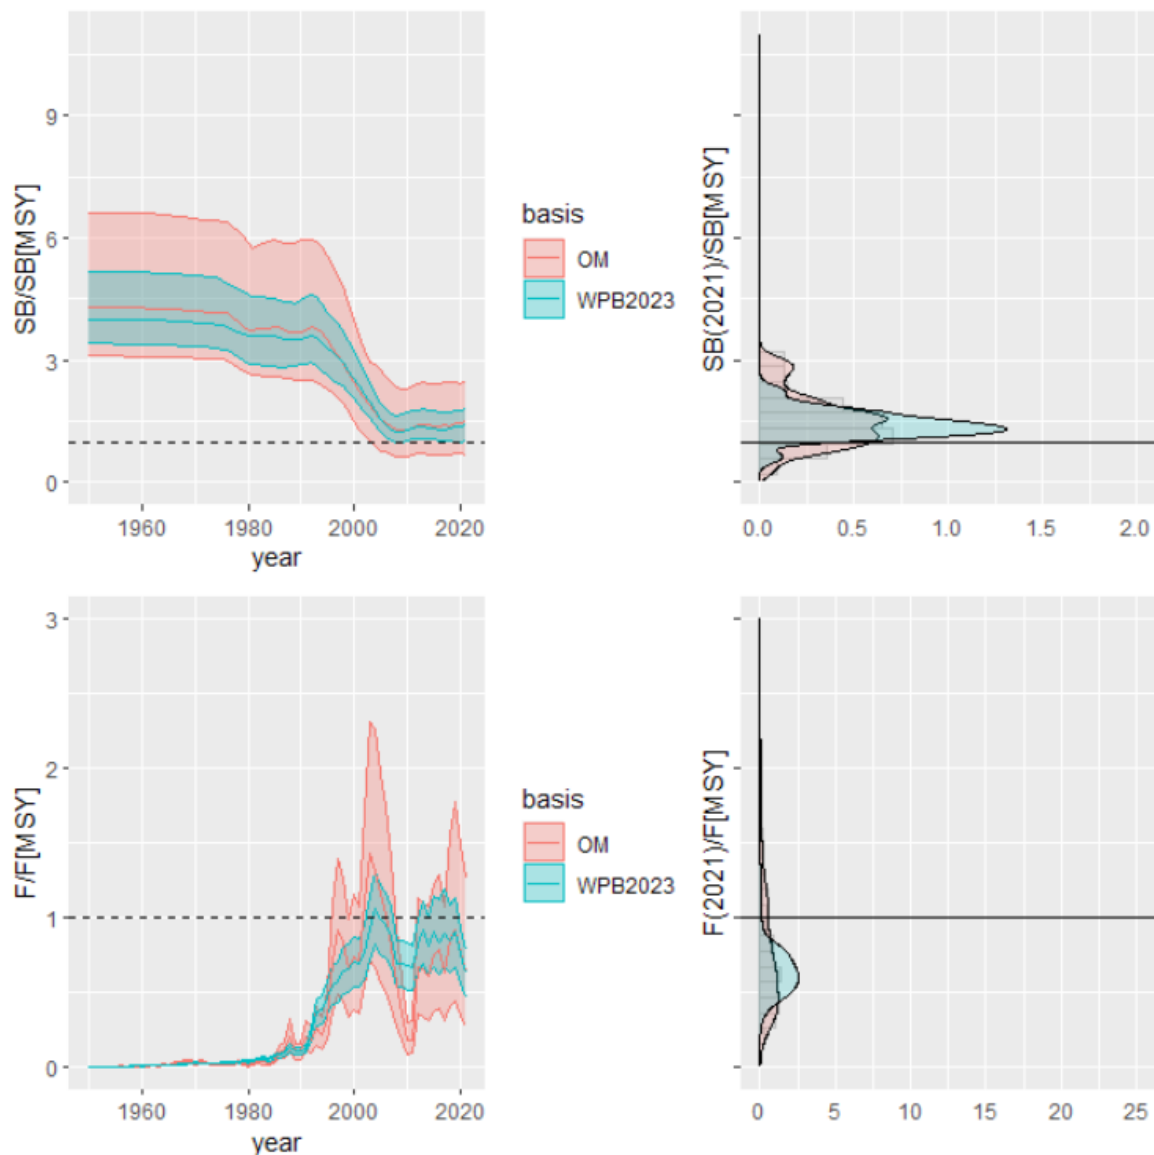 SB/SB[MSY]
9
6
3
0
1960 1980 2000 2020
year
basis
OM
WPB2023
SB(2021)/SB[MSY]
0.0 0.5 1.0 1.5 2.0
F/F[MSY]
3
2
1
0
1960 1980 2000 2020
year
basis
OM
WPB2023
F(2021)/F[MSY]
0 5 10 15 20 25